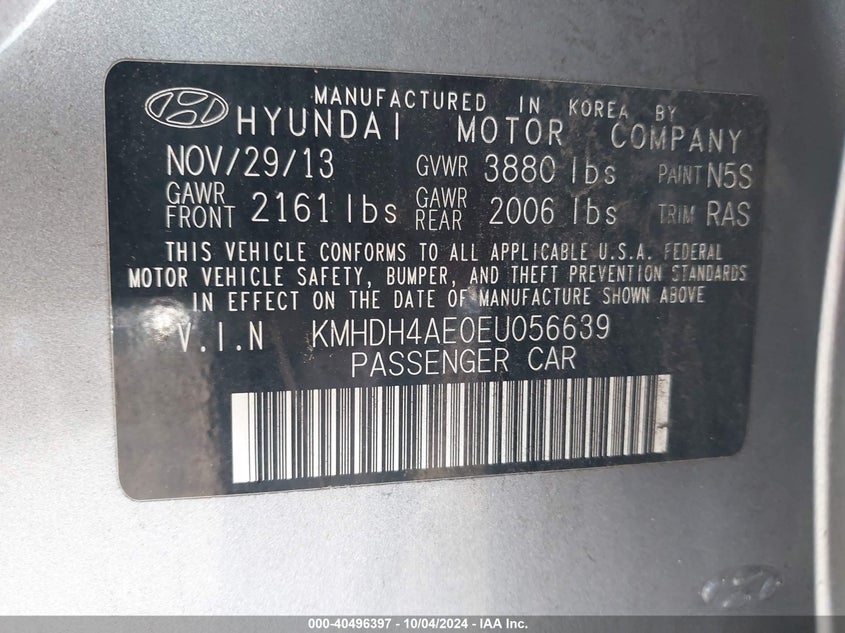 MANUFACTURED IN KOREA BY
HYUNDAI MOTOR COMPANY
NOV/29/13 GVWR 3880 lbs PAINT N5S
GAWR FRONT 2161 lbs GAWR REAR 2006 lbs TRIM RAS
THIS VEHICLE CONFORMS TO ALL APPLICABLE U.S.A. FEDERAL
MOTOR VEHICLE SAFETY, BUMPER, AND THEFT PREVENTION STANDARDS
IN EFFECT ON THE DATE OF MANUFACTURE SHOWN ABOVE
V.I.N KMHDH4AE0EU056639
PASSENGER CAR
000-40496397 - 10/04/2024 - IAA Inc.